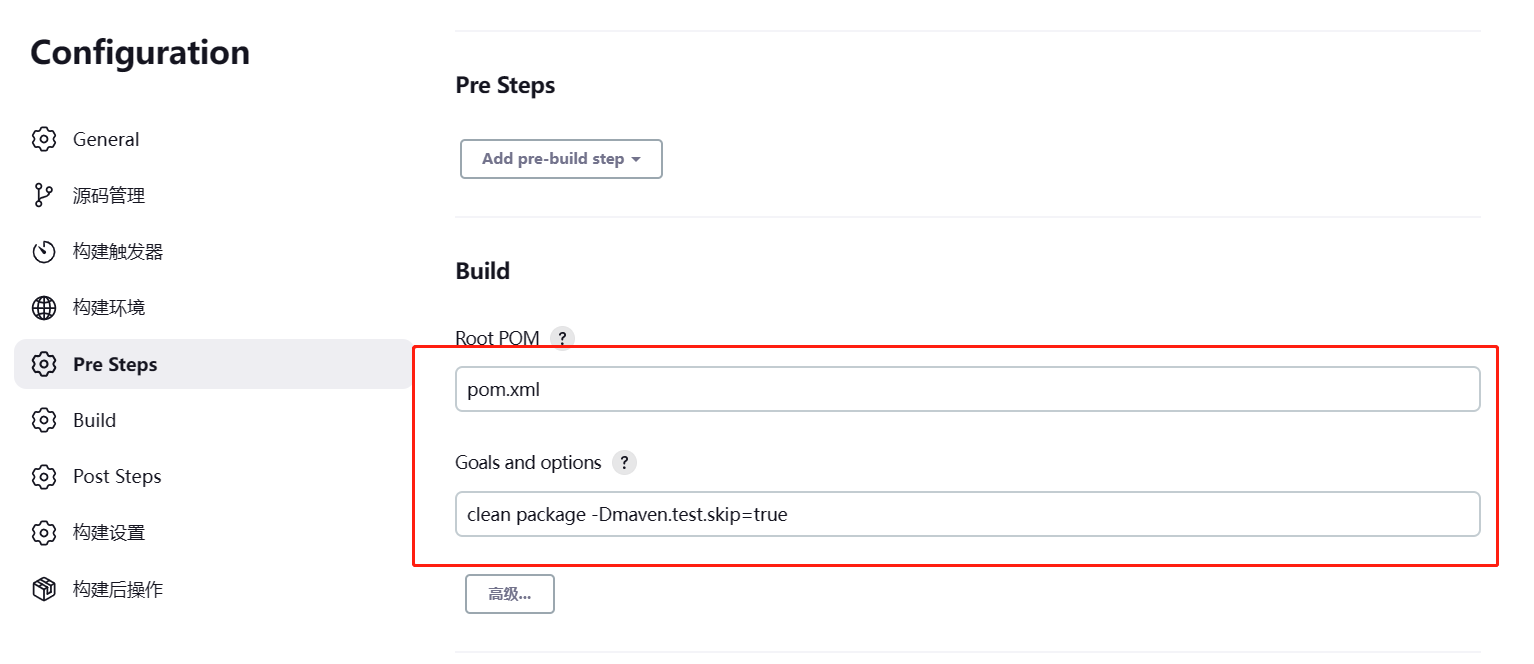 Configuration
General
源码管理
构建触发器
构建环境
Pre Steps
Build
Post Steps
构建设置
构建后操作
Pre Steps
Add pre-build step
Build
Root POM ?
pom.xml
Goals and options ?
clean package -Dmaven.test.skip=true
高级...